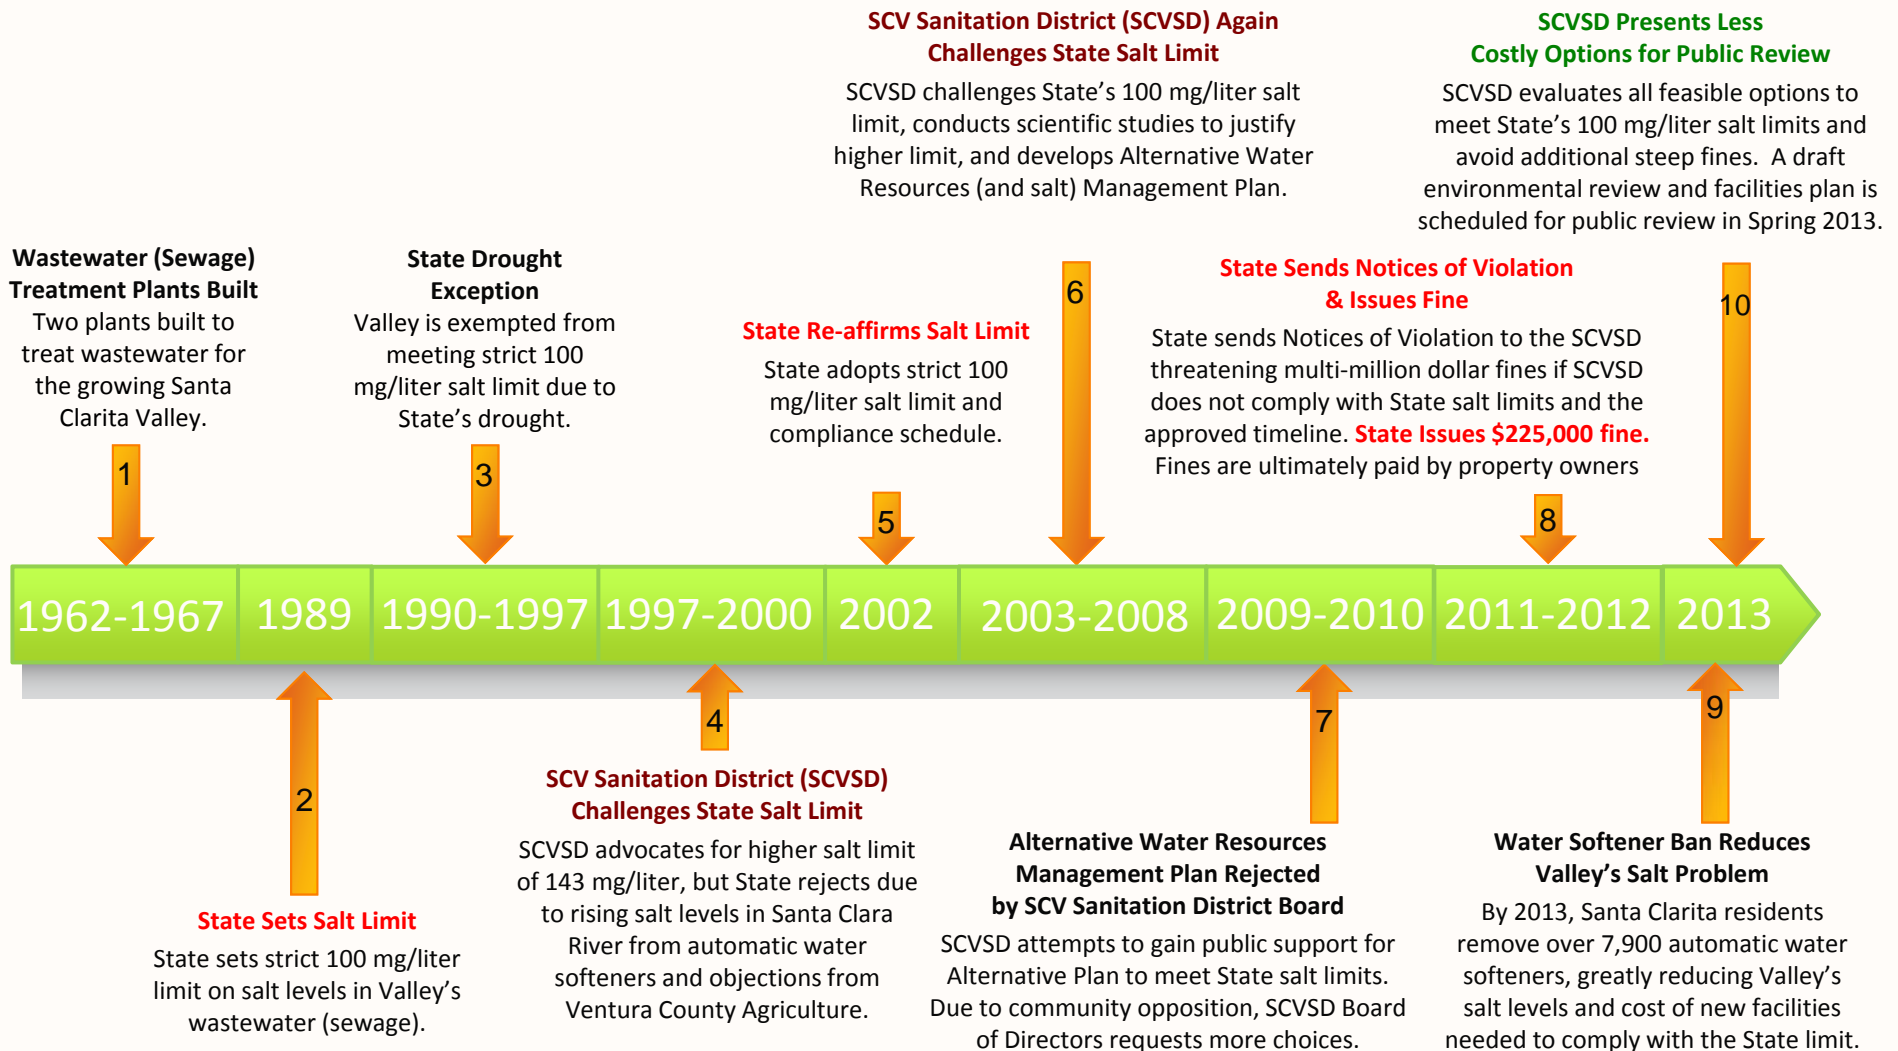 Wastewater (Sewage)
Treatment Plants Built
Two plants built to
treat wastewater for
the growing Santa
Clarita Valley.
1
State Drought
Exception
Valley is exempted from
meeting strict 100
mg/liter salt limit due to
State's drought.
3
State Re-affirms Salt Limit
State adopts strict 100
mg/liter salt limit and
compliance schedule.
5
SCV Sanitation District (SCVSD) Again
Challenges State Salt Limit
SCVSD challenges State's 100 mg/liter salt
limit, conducts scientific studies to justify
higher limit, and develops Alternative Water
Resources (and salt) Management Plan.
6
State Sends Notices of Violation
& Issues Fine
State sends Notices of Violation to the SCVSD
threatening multi-million dollar fines if SCVSD
does not comply with State salt limits and the
approved timeline. State Issues $225,000 fine.
Fines are ultimately paid by property owners
8
SCVSD Presents Less
Costly Options for Public Review
SCVSD evaluates all feasible options to
meet State's 100 mg/liter salt limits and
avoid additional steep fines. A draft
environmental review and facilities plan is
scheduled for public review in Spring 2013.
10
1962-1967
1989
1990-1997
1997-2000
2002
2003-2008
2009-2010
2011-2012
2013
2
State Sets Salt Limit
State sets strict 100 mg/liter
limit on salt levels in Valley's
wastewater (sewage).
4
SCV Sanitation District (SCVSD)
Challenges State Salt Limit
SCVSD advocates for higher salt limit
of 143 mg/liter, but State rejects due
to rising salt levels in Santa Clara
River from automatic water
softeners and objections from
Ventura County Agriculture.
7
Alternative Water Resources
Management Plan Rejected
by SCV Sanitation District Board
SCVSD attempts to gain public support for
Alternative Plan to meet State salt limits.
Due to community opposition, SCVSD Board
of Directors requests more choices.
9
Water Softener Ban Reduces
Valley's Salt Problem
By 2013, Santa Clarita residents
remove over 7,900 automatic water
softeners, greatly reducing Valley's
salt levels and cost of new facilities
needed to comply with the State limit.